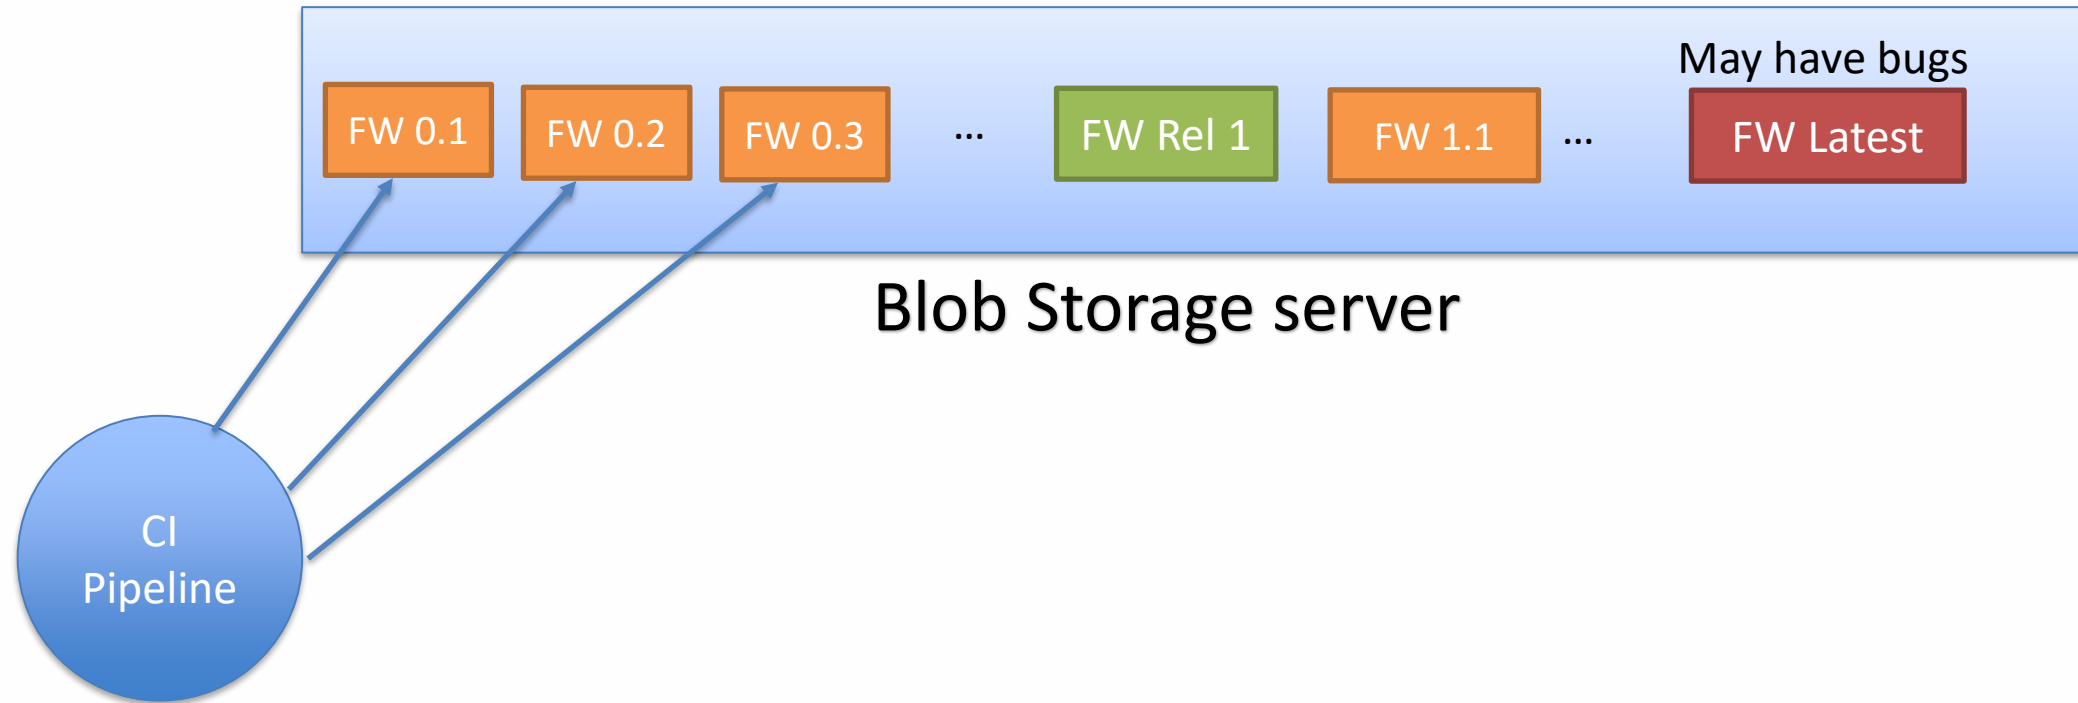 May have bugs
FW 0.1
FW 0.2
FW 0.3
...
FW Rel 1
FW 1.1
...
FW Latest
Blob Storage server
CI
Pipeline